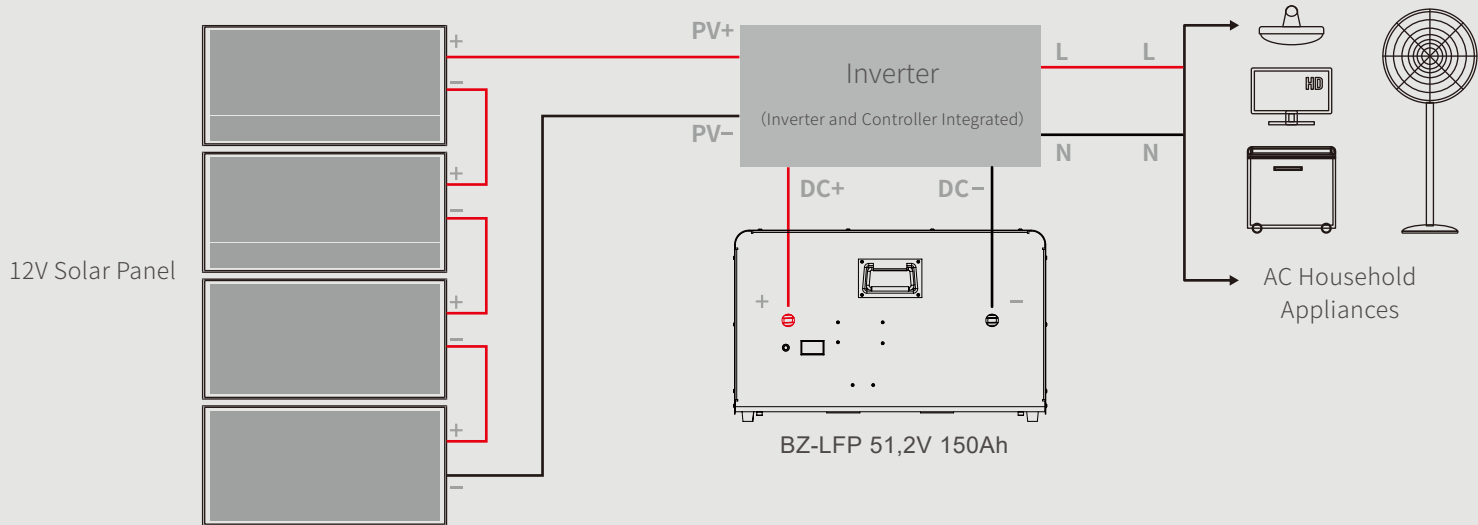 12V Solar Panel
+
−
+
−
+
−
+
−
PV+
PV−
Inverter
(Inverter and Controller Integrated)
DC+
DC−
L
L
N
N
+
−
BZ-LFP 51,2V 150Ah
HD
AC Household
Appliances